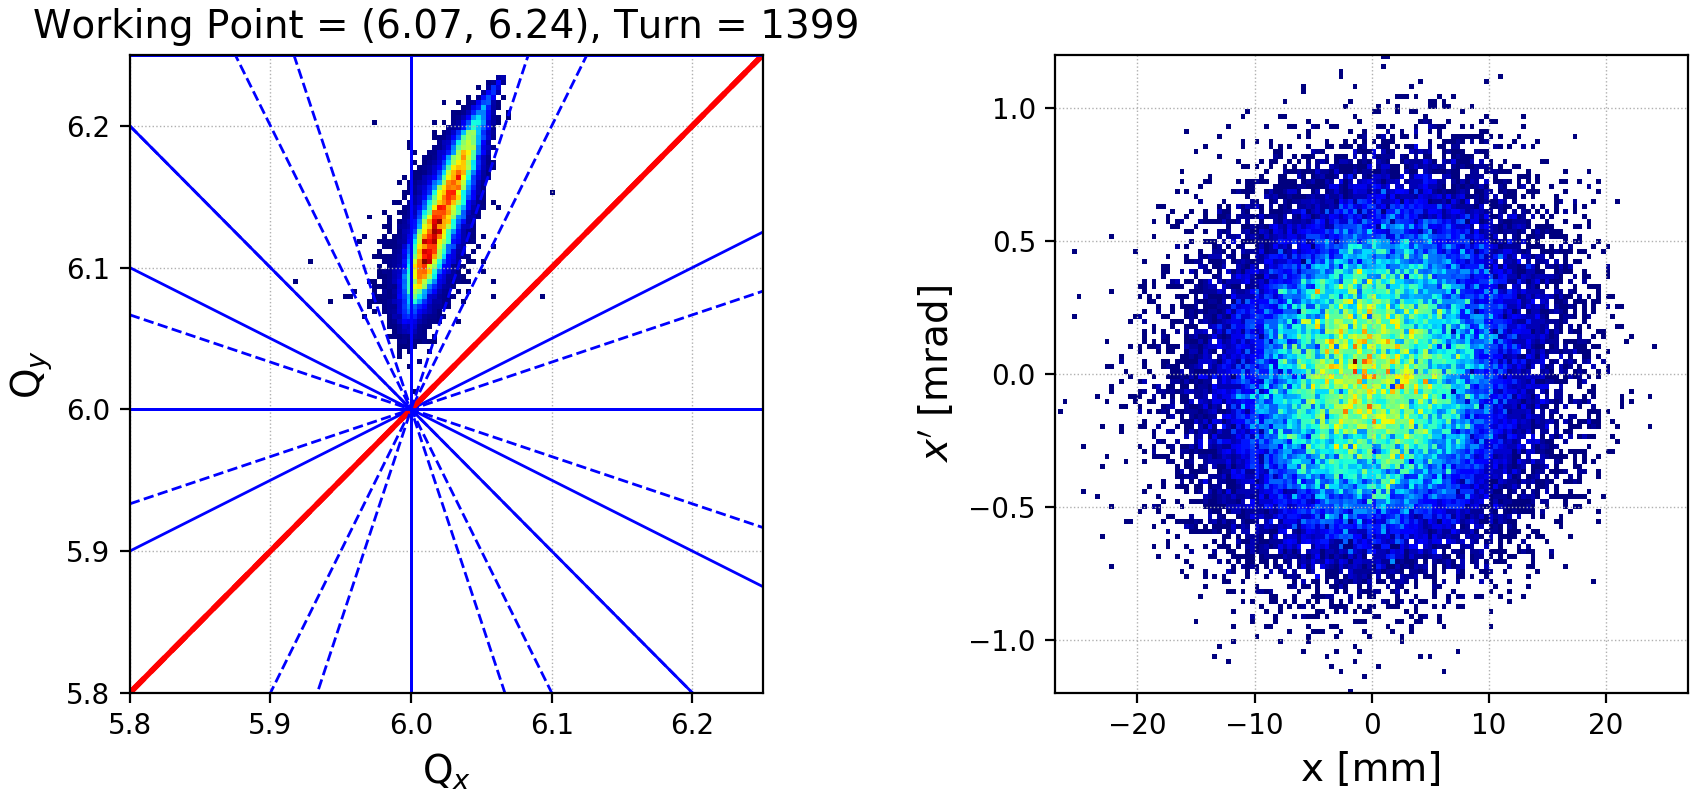 Working Point = (6.07, 6.24), Turn = 1399
6.2
6.1
6.0
5.9
5.8
Q_y
5.8 5.9 6.0 6.1 6.2
Q_x
1.0
0.5
0.0
−0.5
−1.0
x′ [mrad]
−20 −10 0 10 20
x [mm]